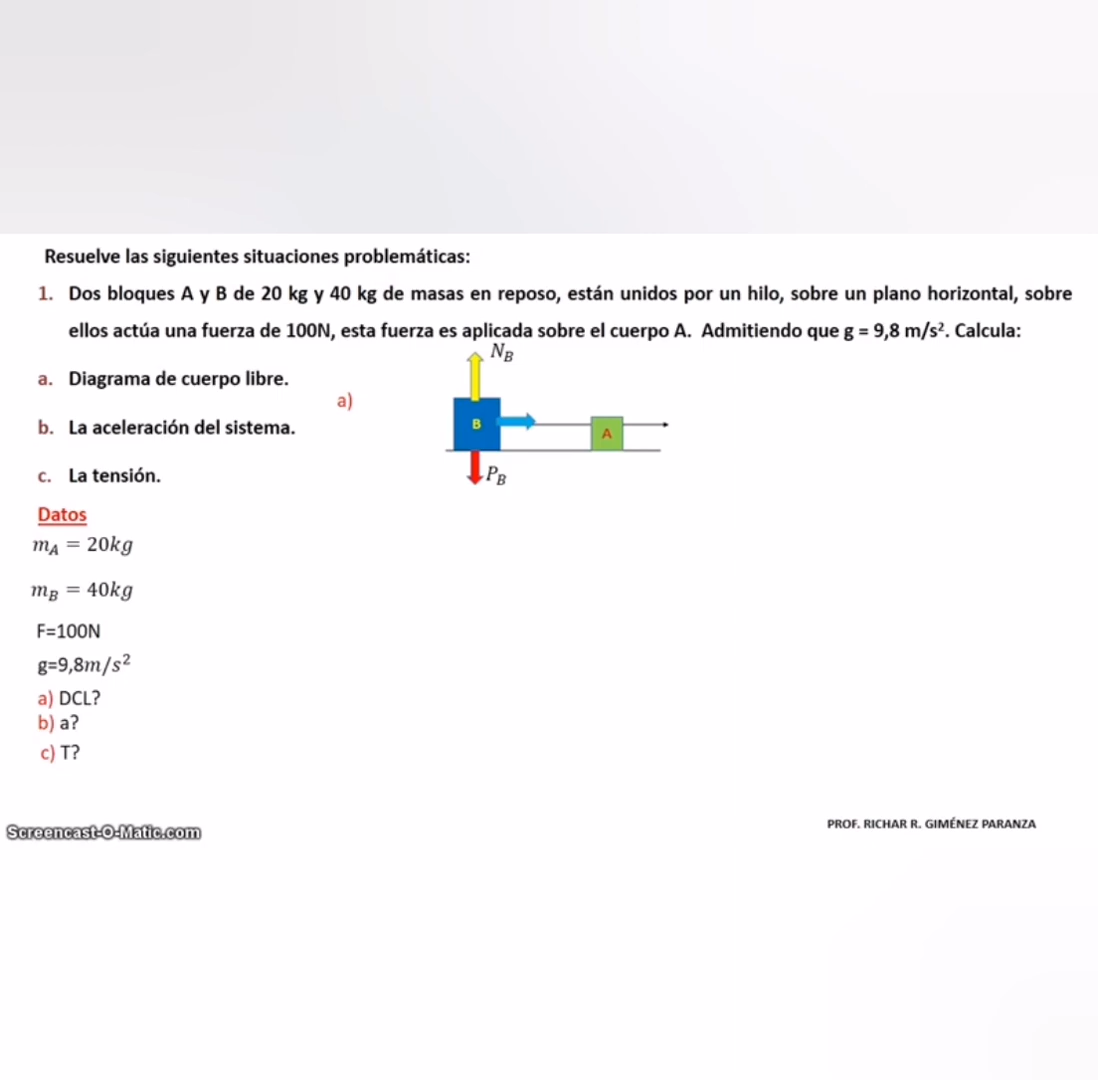 Resuelve las siguientes situaciones problemáticas:
1. Dos bloques A y B de 20 kg y 40 kg de masas en reposo, están unidos por un hilo, sobre un plano horizontal, sobre
ellos actúa una fuerza de 100N, esta fuerza es aplicada sobre el cuerpo A. Admitiendo que g = 9,8 m/s². Calcula:
N_B
a. Diagrama de cuerpo libre.
a)
B
A
b. La aceleración del sistema.
c. La tensión.
P_B
Datos
m_A = 20kg
m_B = 40kg
F=100N
g=9,8m/s²
a) DCL?
b) a?
c) T?
Screencast-O-Matic.com
PROF. RICHAR R. GIMÉNEZ PARANZA